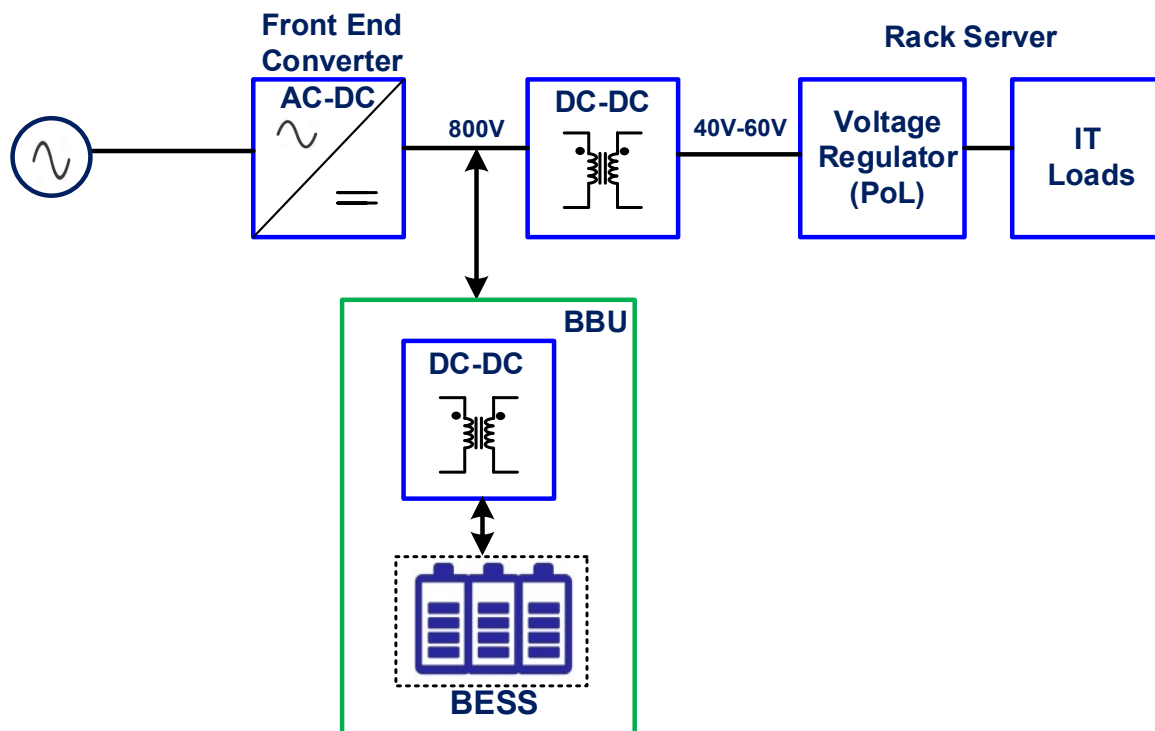 Front End
Converter
AC-DC
800V
DC-DC
40V-60V
Rack Server
Voltage
Regulator
(PoL)
IT
Loads
BBU
DC-DC
BESS